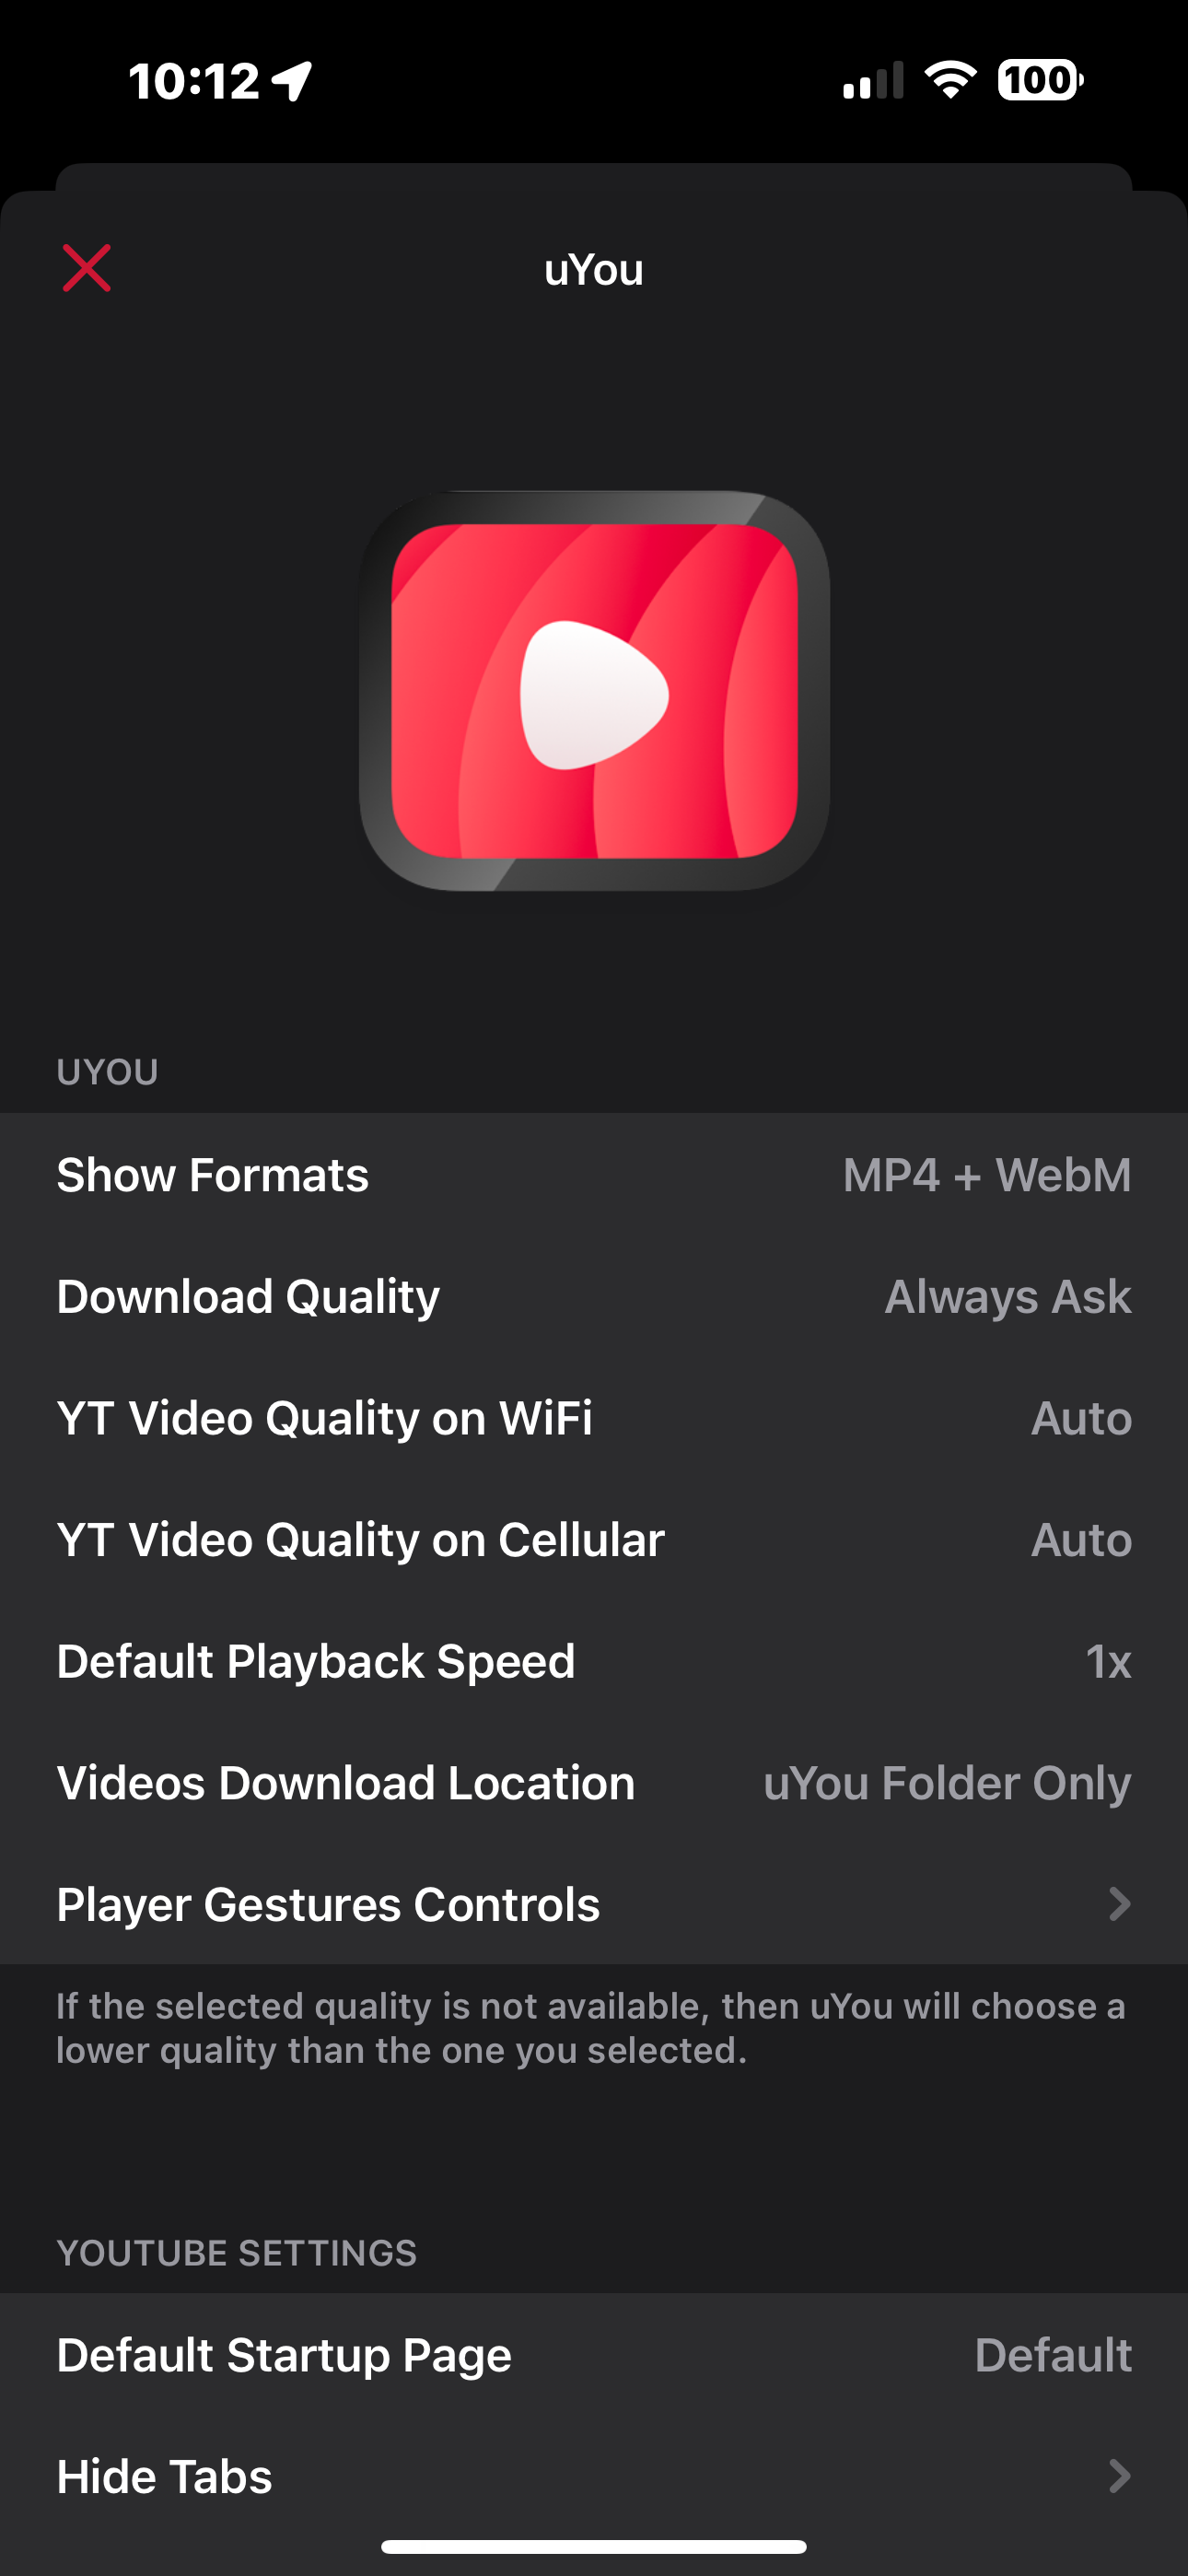 10:12
100
uYou
UYOU
Show Formats MP4 + WebM
Download Quality Always Ask
YT Video Quality on WiFi Auto
YT Video Quality on Cellular Auto
Default Playback Speed 1x
Videos Download Location uYou Folder Only
Player Gestures Controls
If the selected quality is not available, then uYou will choose a
lower quality than the one you selected.
YOUTUBE SETTINGS
Default Startup Page Default
Hide Tabs